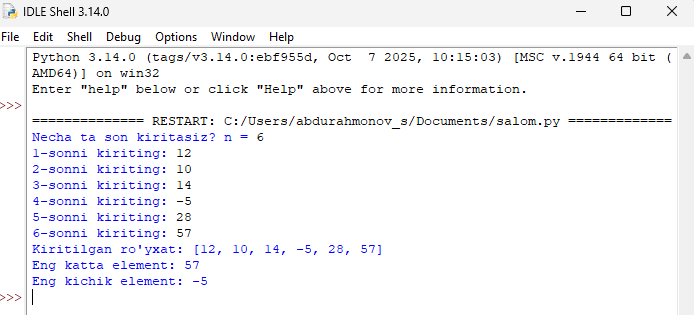 IDLE Shell 3.14.0
File Edit Shell Debug Options Window Help
Python 3.14.0 (tags/v3.14.0:ebf955d, Oct  7 2025, 10:15:03) [MSC v.1944 64 bit (
AMD64)] on win32
Enter "help" below or click "Help" above for more information.
>>>
============== RESTART: C:/Users/abdurahmonov_s/Documents/salom.py =============
Necha ta son kiritasiz? n = 6
1-sonni kiriting: 12
2-sonni kiriting: 10
3-sonni kiriting: 14
4-sonni kiriting: -5
5-sonni kiriting: 28
6-sonni kiriting: 57
Kiritilgan ro'yxat: [12, 10, 14, -5, 28, 57]
Eng katta element: 57
Eng kichik element: -5
>>>